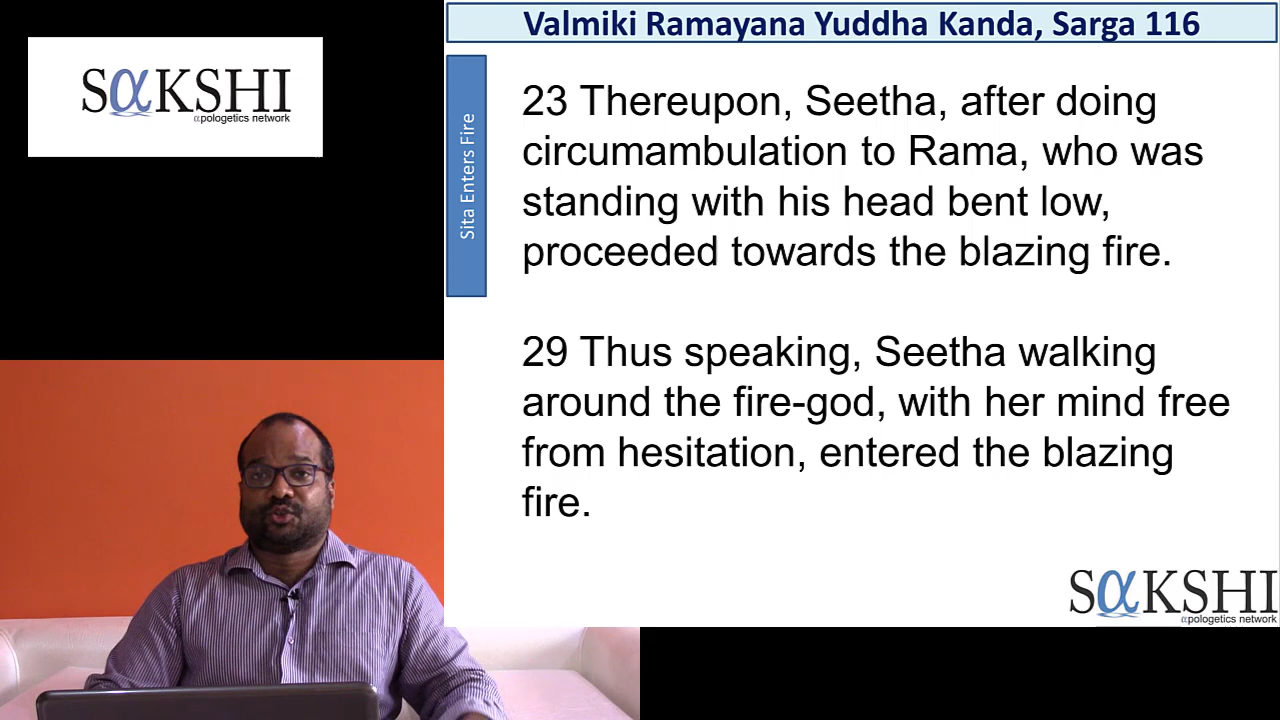 Valmiki Ramayana Yuddha Kanda, Sarga 116
SαKSHI
αpologetics network
Sita Enters Fire
23 Thereupon, Seetha, after doing
circumambulation to Rama, who was
standing with his head bent low,
proceeded towards the blazing fire.
29 Thus speaking, Seetha walking
around the fire-god, with her mind free
from hesitation, entered the blazing
fire.
SαKSHI
αpologetics network